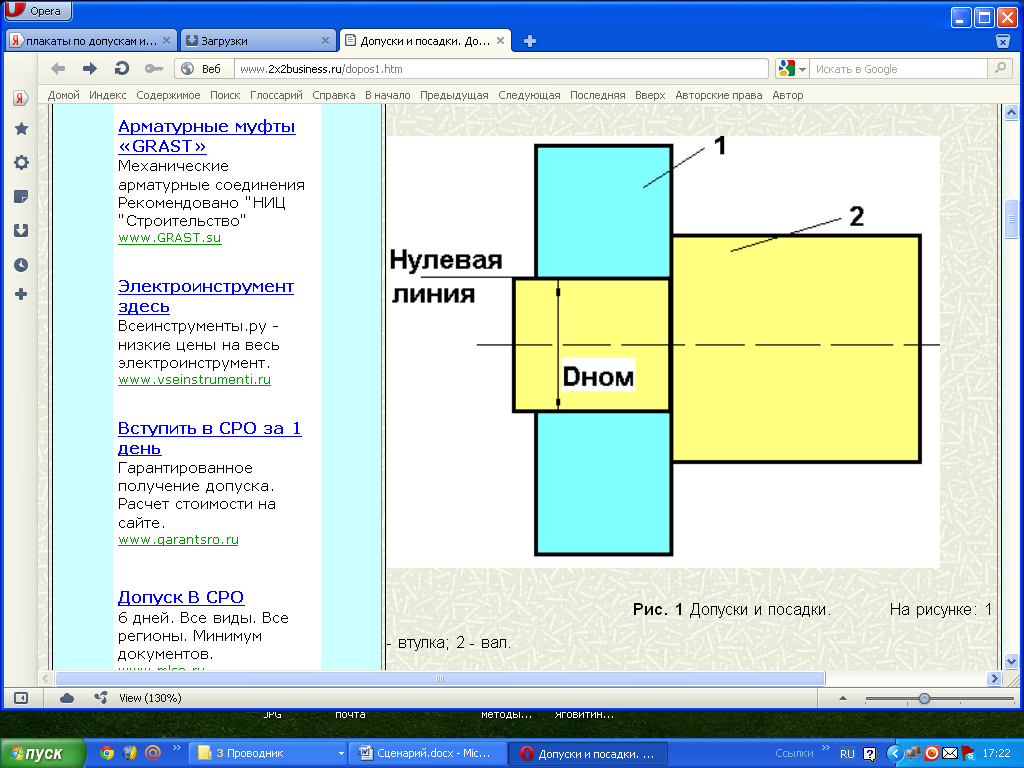 Opera
плакаты по допускам и...
Загрузки
Допуски и посадки. До...
Веб
www.2x2business.ru/dopos1.htm
Искать в Google
Домой Индекс Содержимое Поиск Глоссарий Справка В начало Предыдущая Следующая Последняя Вверх Авторские права Автор
Арматурные муфты
«GRAST»
Механические
арматурные соединения
Рекомендовано "НИЦ
"Строительство"
www.GRAST.su
Электроинструмент
здесь
Всеинструменты.ру -
низкие цены на весь
электроинструмент.
www.vseinstrumenti.ru
Вступить в СРО за 1
день
Гарантированное
получение допуска.
Расчет стоимости на
сайте.
www.garantsro.ru
Допуск В СРО
6 дней. Все виды. Все
регионы. Минимум
документов.
1
2
Нулевая
линия
Dном
Рис. 1 Допуски и посадки. На рисунке: 1
- втулка; 2 - вал.
View (130%)
JPG
почта
методы...
Яговитин...
пуск
3 Проводник
Сценарий.docx - Mic...
Допуски и посадки. ...
Ссылки
RU
17:22